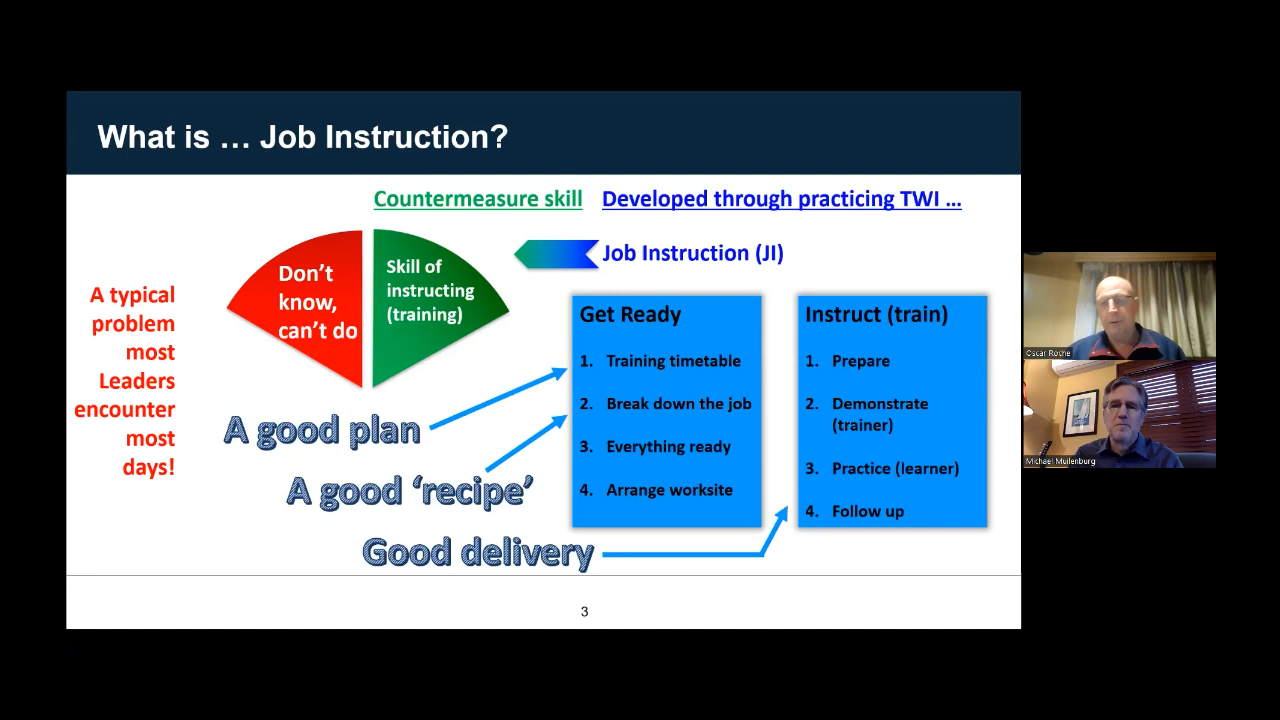 What is … Job Instruction?
Countermeasure skill
Developed through practicing TWI …
Job Instruction (JI)
A typical
problem
most
Leaders
encounter
most
days!
Don’t
know,
can’t do
Skill of
instructing
(training)
A good plan
A good ‘recipe’
Good delivery
Get Ready
1. Training timetable
2. Break down the job
3. Everything ready
4. Arrange worksite
Instruct (train)
1. Prepare
2. Demonstrate
(trainer)
3. Practice (learner)
4. Follow up
3
Oscar Roche
Michael Muilenburg